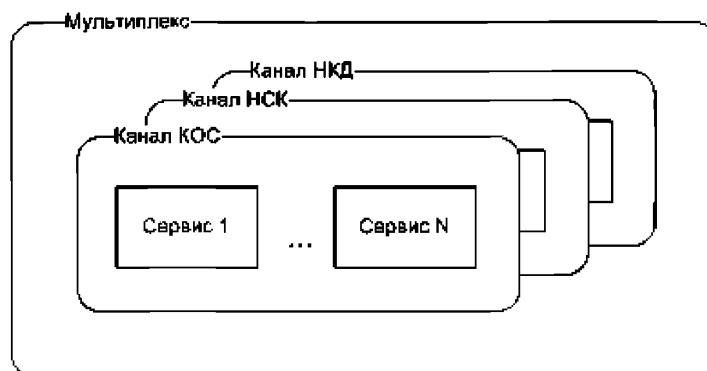 Мультиплекс
Канал НКД
Канал НСК
Канал КОС
Сервис 1
...
Сервис N